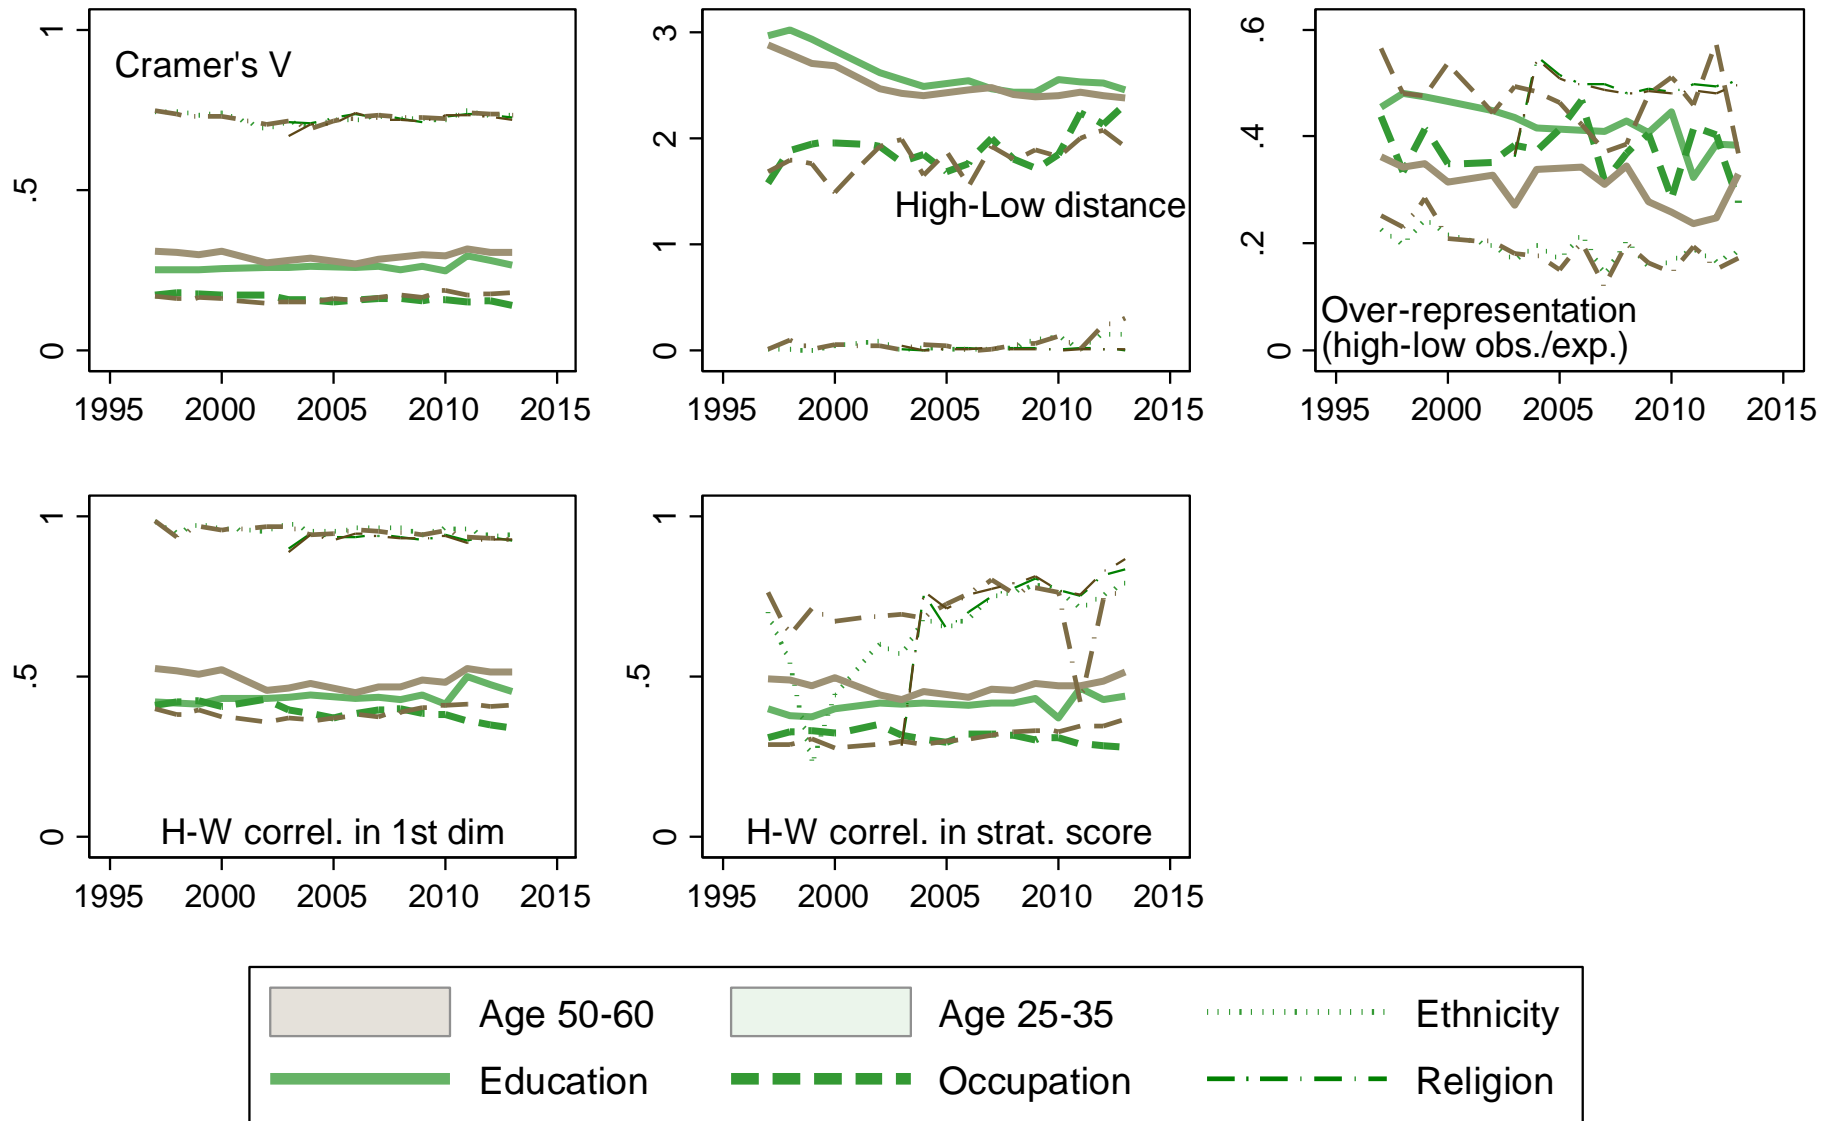 1
.5
0
Cramer's V
1995 2000 2005 2010 2015
3
2
1
0
High-Low distance
1995 2000 2005 2010 2015
.6
.4
.2
0
Over-representation
(high-low obs./exp.)
1995 2000 2005 2010 2015
1
.5
0
H-W correl. in 1st dim
1995 2000 2005 2010 2015
1
.5
0
H-W correl. in strat. score
1995 2000 2005 2010 2015
Age 50-60 Age 25-35 Ethnicity
Education Occupation Religion